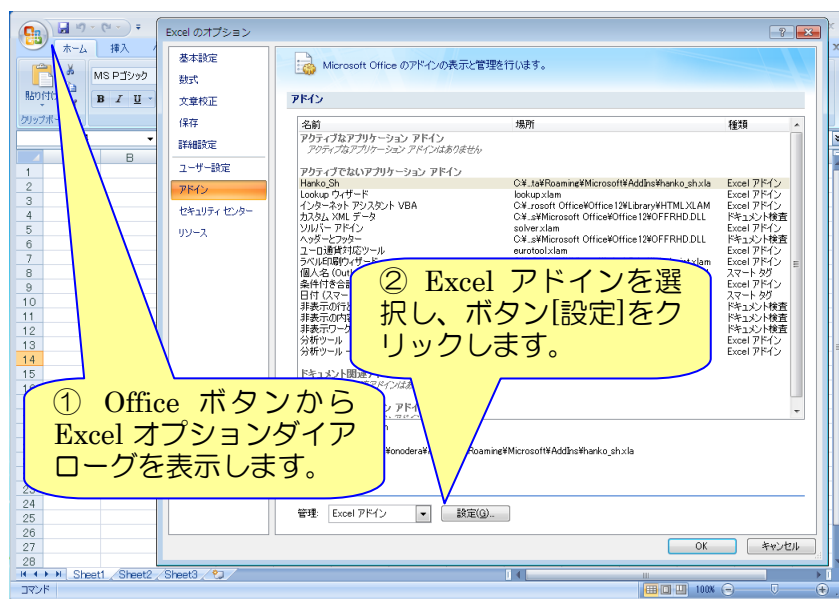 Excel のオプション
ホーム 挿入
MS Pゴシック
B I U
B
1
2
3
4
5
6
7
8
9
10
11
12
13
14
15
24
25
26
27
28
基本設定
数式
文章校正
保存
詳細設定
ユーザー設定
アドイン
セキュリティ センター
リソース
Microsoft Office のアドインの表示と管理を行います。
アドイン
名前 場所 種類
アクティブなアプリケーション アドイン
アクティブなアプリケーション アドインはありません
アクティブでないアプリケーション アドイン
Hanko_Sh C:¥...ta¥Roaming¥Microsoft¥AddIns¥hanko_sh.xla Excel アドイン
Lookup ウィザード lookup.xlam Excel アドイン
インターネット アシスタント VBA C:¥...rosoft Office¥Office12¥Library¥HTML.XLAM Excel アドイン
カスタム XML データ C:¥...s¥Microsoft Office¥Office12¥OFFRHD.DLL ドキュメント検査
ソルバー アドイン solver.xlam Excel アドイン
ヘッダーとフッター C:¥...s¥Microsoft Office¥Office12¥OFFRHD.DLL ドキュメント検査
ユーロ通貨対応ツール eurotool.xlam Excel アドイン
ラベル印刷ウィザード Excel アドイン
個人名 (Outl スマート タグ
条件付き合計 Excel アドイン
日付 (スマー スマート タグ
非表示の行 ドキュメント検査
非表示の内容 ドキュメント検査
非表示ワーク ドキュメント検査
分析ツール Excel アドイン
分析ツール - Excel アドイン
ドキュメント関連
¥onodera¥ Roaming¥Microsoft¥AddIns¥hanko_sh.xla
管理: Excel アドイン 設定(G)...
OK キャンセル
① Office ボタンから
Excel オプションダイア
ローグを表示します。
② Excel アドインを選
択し、ボタン[設定]をク
リックします。
Sheet1 Sheet2 Sheet3
コマンド 100%